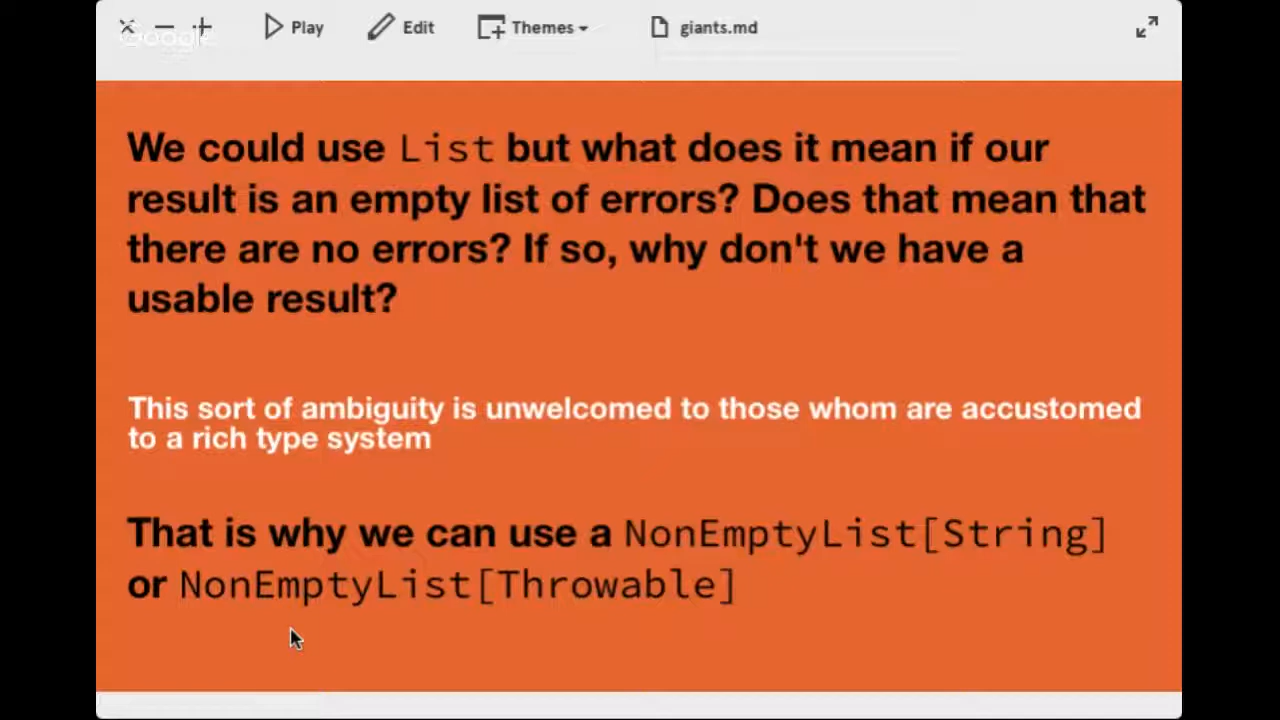 Google
Play Edit Themes giants.md
We could use List but what does it mean if our
result is an empty list of errors? Does that mean that
there are no errors? If so, why don't we have a
usable result?
This sort of ambiguity is unwelcomed to those whom are accustomed
to a rich type system
That is why we can use a NonEmptyList[String]
or NonEmptyList[Throwable]